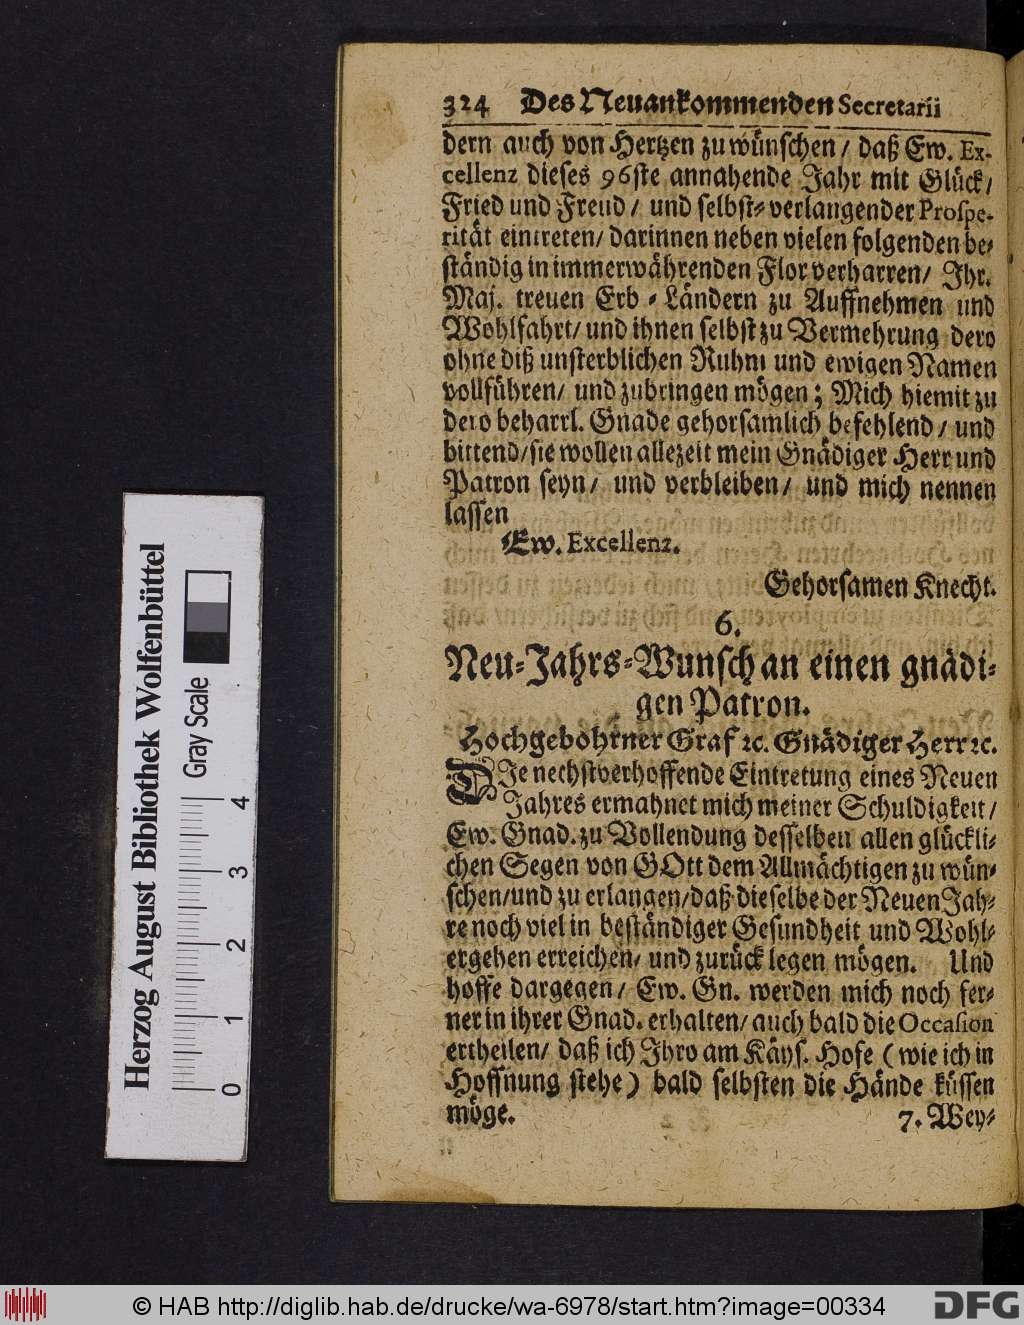 324 Des Neuankommenden Secretarii
dern auch von Hertzen zu wünschen / daß Ew. Ex-
cellenz dieses 96ste annahende Jahr mit Glück /
Fried und Freud / und selbst-verlangender Prospe-
rität eintreten / darinnen neben vielen folgenden be-
ständig in immerwährenden Flor verharren / Ihr.
Maj. treuen Erb-Ländern zu Auffnehmen und
Wohlfahrt / und ihnen selbst zu Vermehrung dero
ohne diß unsterblichen Ruhm und ewigen Namen
vollführen / und zubringen mögen; Mich hiemit zu
dero beharrl. Gnade gehorsamlich befehlend / und
bittend / sie wollen allezeit mein Gnädiger Herr und
Patron seyn / und verbleiben / und mich nennen
lassen
Ew. Excellenz.
Gehorsamen Knecht.
6.
Neu-Jahrs-Wunsch an einen gnädi-
gen Patron.
Hochgebohrner Graf ꝛc. Gnädiger Herr ꝛc.
DIe nechstverhoffende Eintretung eines Neuen
Jahres ermahnet mich meiner Schuldigkeit /
Ew. Gnad. zu Vollendung desselben allen glückli-
chen Segen von GOtt dem Allmächtigen zu wün-
schen / und zu erlangen / daß dieselbe der Neuen Jah-
re noch viel in beständiger Gesundheit und Wohl-
ergehen erreichen / und zurück legen mögen. Und
hoffe dargegen / Ew. Gn. werden mich noch fer-
ner in ihrer Gnad. erhalten / auch bald die Occasion
ertheilen / daß ich Ihro am Käys. Hofe ( wie ich in
Hoffnung stehe ) bald selbsten die Hände küssen
möge.
7. Wey-
Herzog August Bibliothek Wolfenbüttel
Gray Scale
0 1 2 3 4
© HAB http://diglib.hab.de/drucke/wa-6978/start.htm?image=00334
DFG